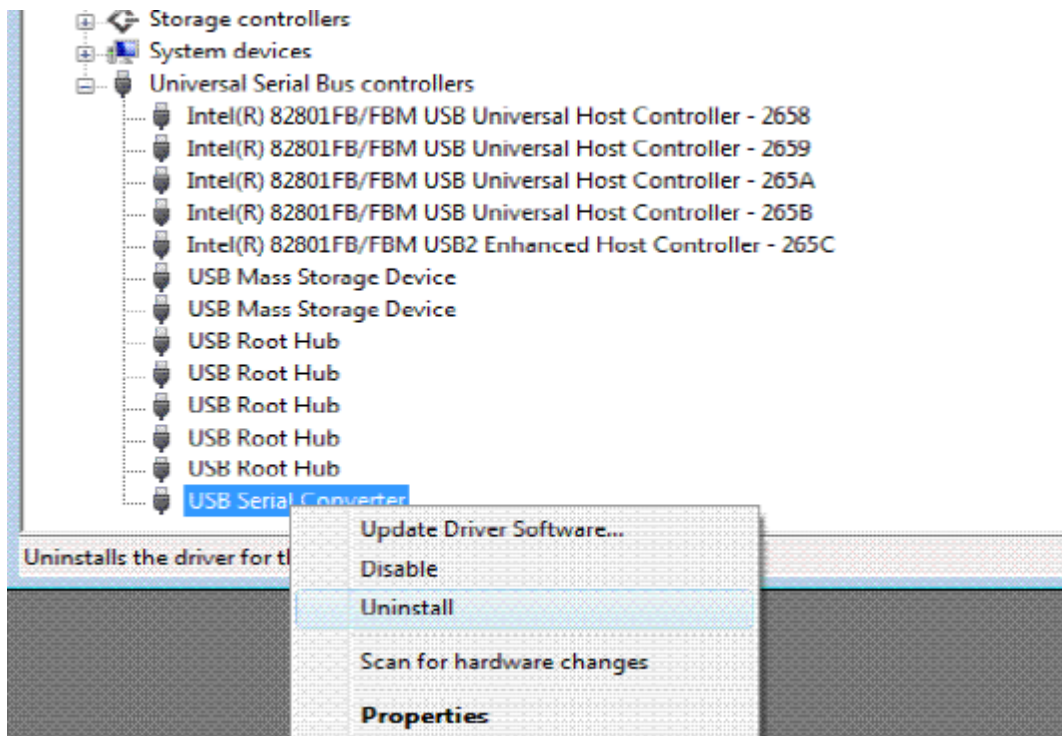 Storage controllers
System devices
Universal Serial Bus controllers
Intel(R) 82801FB/FBM USB Universal Host Controller - 2658
Intel(R) 82801FB/FBM USB Universal Host Controller - 2659
Intel(R) 82801FB/FBM USB Universal Host Controller - 265A
Intel(R) 82801FB/FBM USB Universal Host Controller - 265B
Intel(R) 82801FB/FBM USB2 Enhanced Host Controller - 265C
USB Mass Storage Device
USB Mass Storage Device
USB Root Hub
USB Root Hub
USB Root Hub
USB Root Hub
USB Root Hub
USB Serial Converter
Update Driver Software...
Uninstalls the driver for
Disable
Uninstall
Scan for hardware changes
Properties